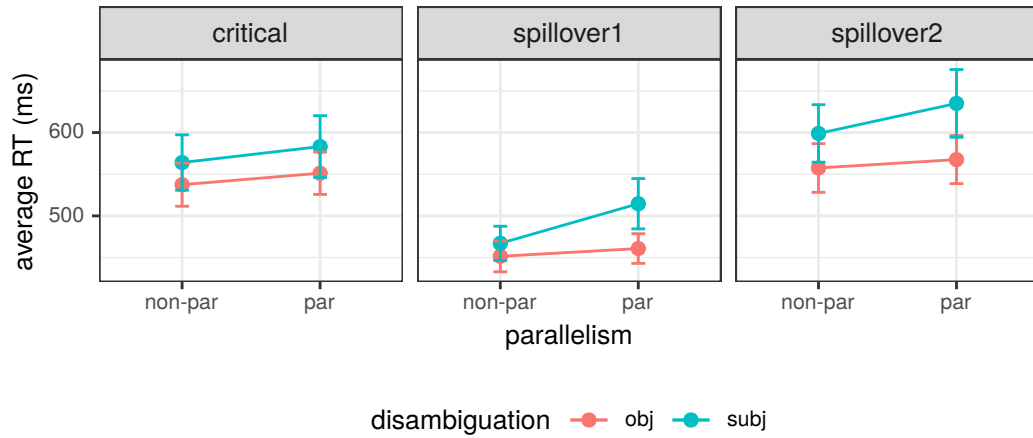 critical spillover1 spillover2
average RT (ms)
600
500
non-par par non-par par non-par par
parallelism
disambiguation obj subj